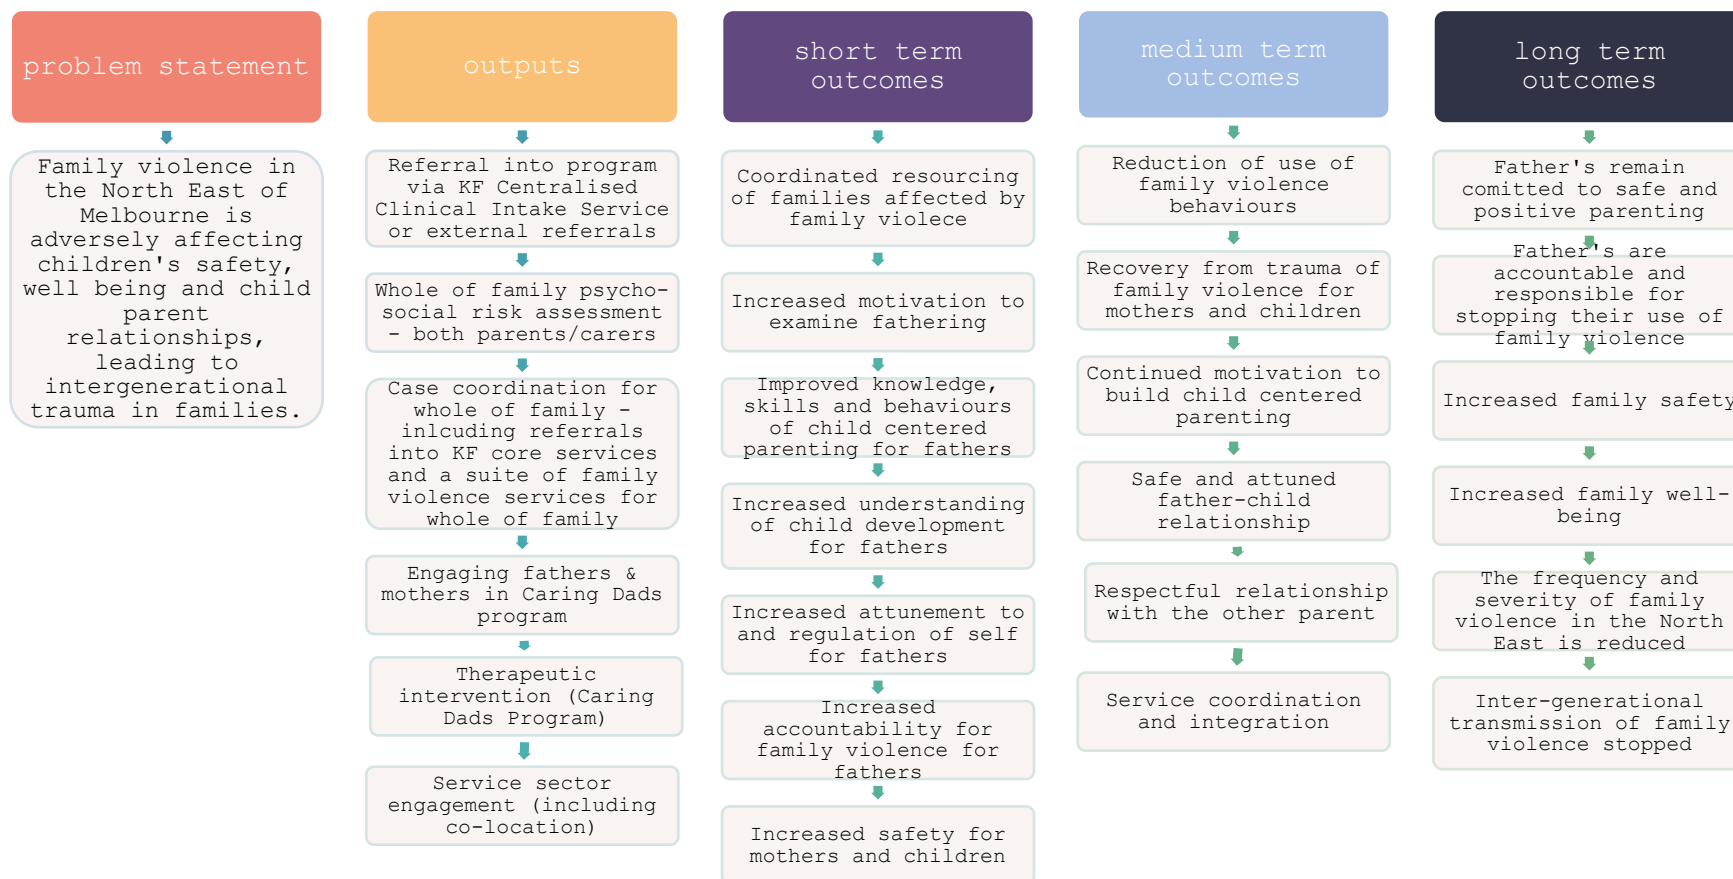 problem statement
Family violence in
the North East of
Melbourne is
adversely affecting
children's safety,
well being and child
parent
relationships,
leading to
intergenerational
trauma in families.
outputs
Referral into program
via KF Centralised
Clinical Intake Service
or external referrals
Whole of family psycho-
social risk assessment
- both parents/carers
Case coordination for
whole of family -
inlcuding referrals
into KF core services
and a suite of family
violence services for
whole of family
Engaging fathers &
mothers in Caring Dads
program
Therapeutic
intervention (Caring
Dads Program)
Service sector
engagement (including
co-location)
short term
outcomes
Coordinated resourcing
of families affected by
family violece
Increased motivation to
examine fathering
Improved knowledge,
skills and behaviours
of child centered
parenting for fathers
Increased understanding
of child development
for fathers
Increased attunement to
and regulation of self
for fathers
Increased
accountability for
family violence for
fathers
Increased safety for
mothers and children
medium term
outcomes
Reduction of use of
family violence
behaviours
Recovery from trauma of
family violence for
mothers and children
Continued motivation to
build child centered
parenting
Safe and attuned
father-child
relationship
Respectful relationship
with the other parent
Service coordination
and integration
long term
outcomes
Father's remain
comitted to safe and
positive parenting
Father's are
accountable and
responsible for
stopping their use of
family violence
Increased family safety
Increased family well-
being
The frequency and
severity of family
violence in the North
East is reduced
Inter-generational
transmission of family
violence stopped